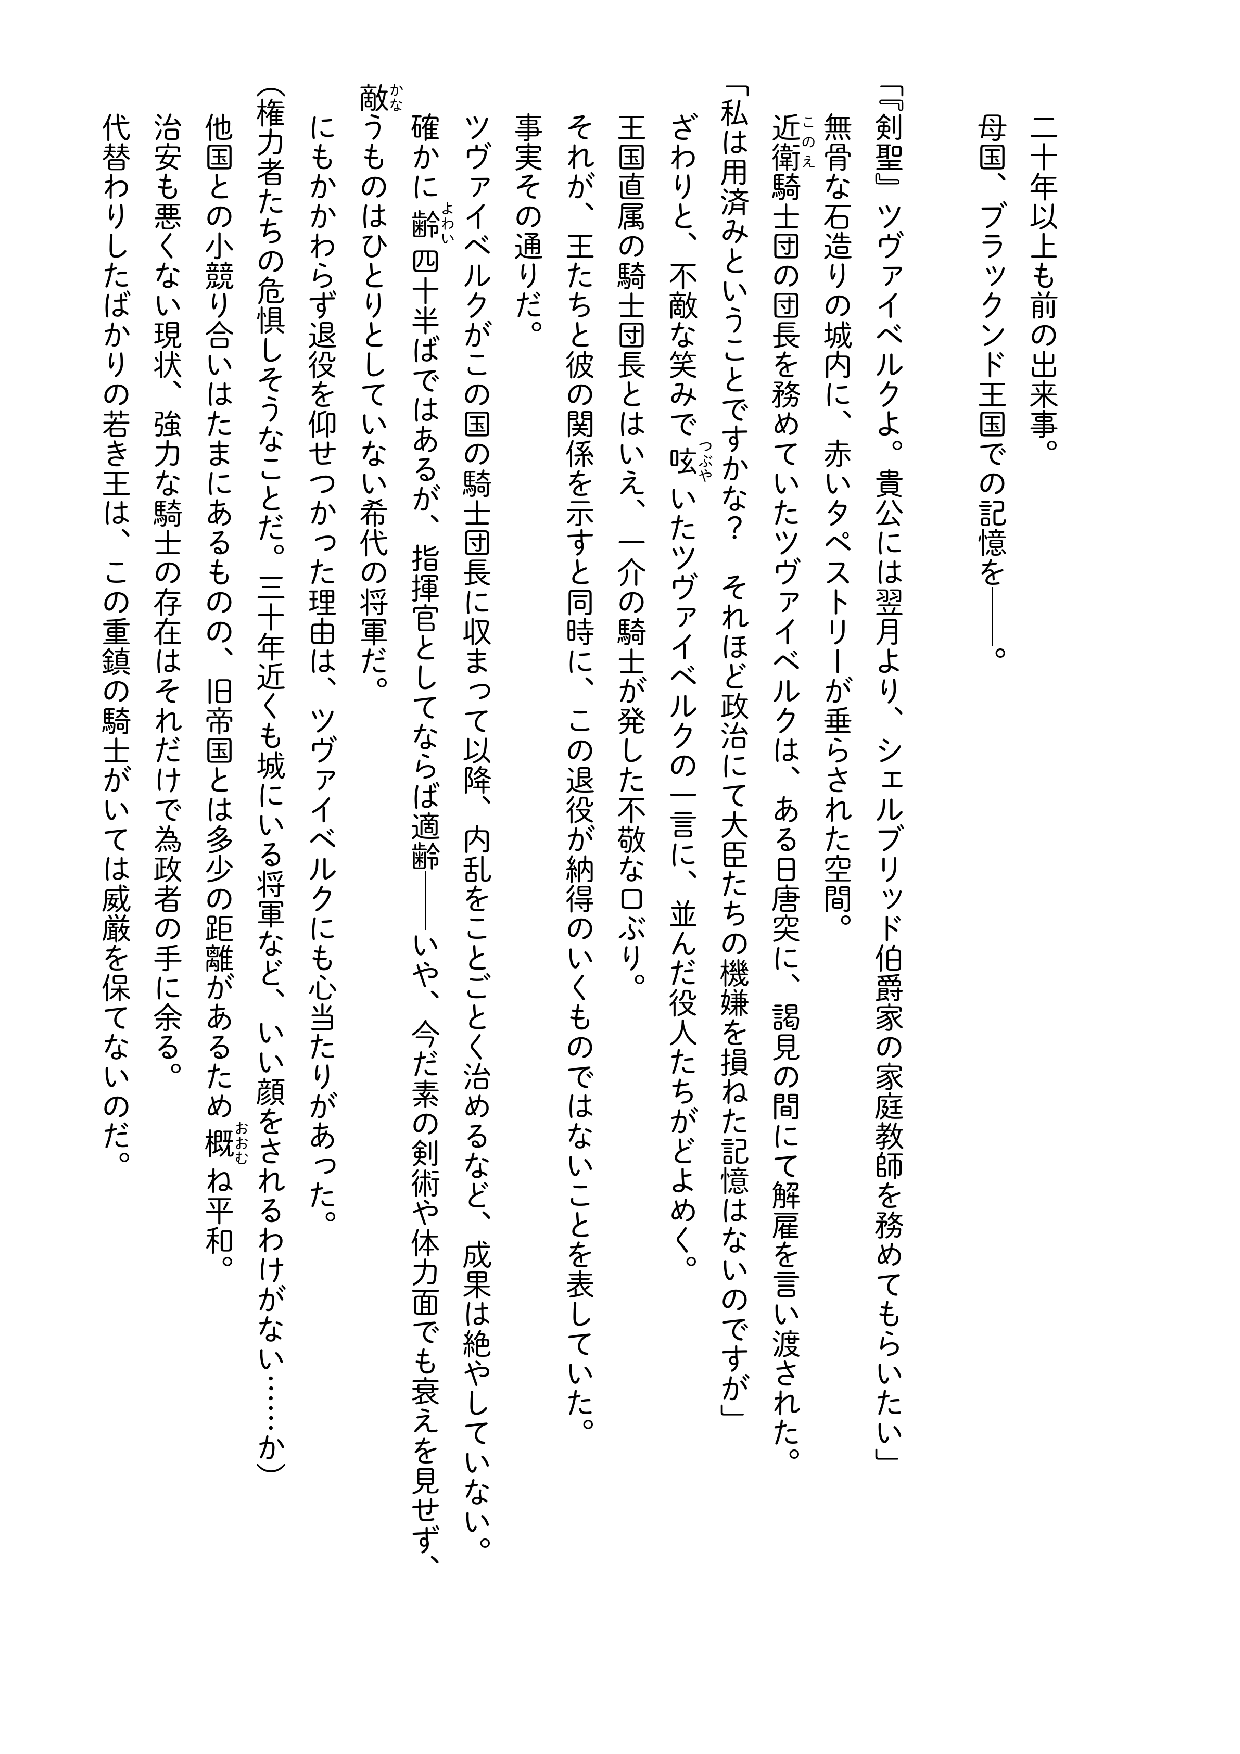 二十年以上も前の出来事。
母国、ブラックンド王国での記憶を――。
「『剣聖』ツヴァイベルクよ。貴公には翌月より、シェルブリッド伯爵家の家庭教師を務めてもらいたい」
無骨な石造りの城内に、赤いタペストリーが垂らされた空間。
近衛騎士団の団長を務めていたツヴァイベルクは、ある日唐突に、謁見の間にて解雇を言い渡された。
「私は用済みということですかな？　それほど政治にて大臣たちの機嫌を損ねた記憶はないのですが」
ざわりと、不敵な笑みで呟いたツヴァイベルクの一言に、並んだ役人たちがどよめく。
王国直属の騎士団長とはいえ、一介の騎士が発した不敬な口ぶり。
それが、王たちと彼の関係を示すと同時に、この退役が納得のいくものではないことを表していた。
事実その通りだ。
ツヴァイベルクがこの国の騎士団長に収まって以降、内乱をことごとく治めるなど、成果は絶やしていない。
確かに齢四十半ばではあるが、指揮官としてならば適齢――いや、今だ素の剣術や体力面でも衰えを見せず、
敵うものはひとりとしていない希代の将軍だ。
にもかかわらず退役を仰せつかった理由は、ツヴァイベルクにも心当たりがあった。
（権力者たちの危惧しそうなことだ。三十年近くも城にいる将軍など、いい顔をされるわけがない……か）
他国との小競り合いはたまにあるものの、旧帝国とは多少の距離があるため概ね平和。
治安も悪くない現状、強力な騎士の存在はそれだけで為政者の手に余る。
代替わりしたばかりの若き王は、この重鎮の騎士がいては威厳を保てないのだ。